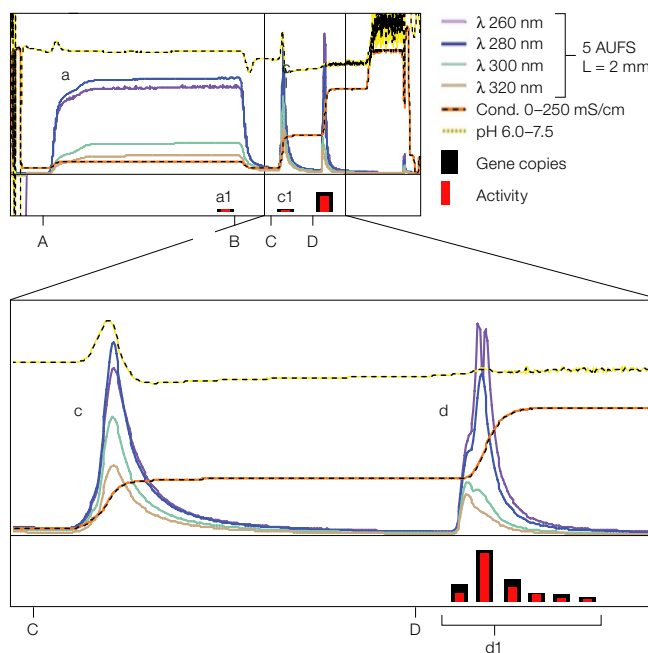 λ 260 nm
λ 280 nm
λ 300 nm
λ 320 nm
5 AUFS
L = 2 mm
Cond. 0–250 mS/cm
pH 6.0–7.5
Gene copies
Activity
a
c
a1
c1
A
B
C
D
c
d
C
D
d1